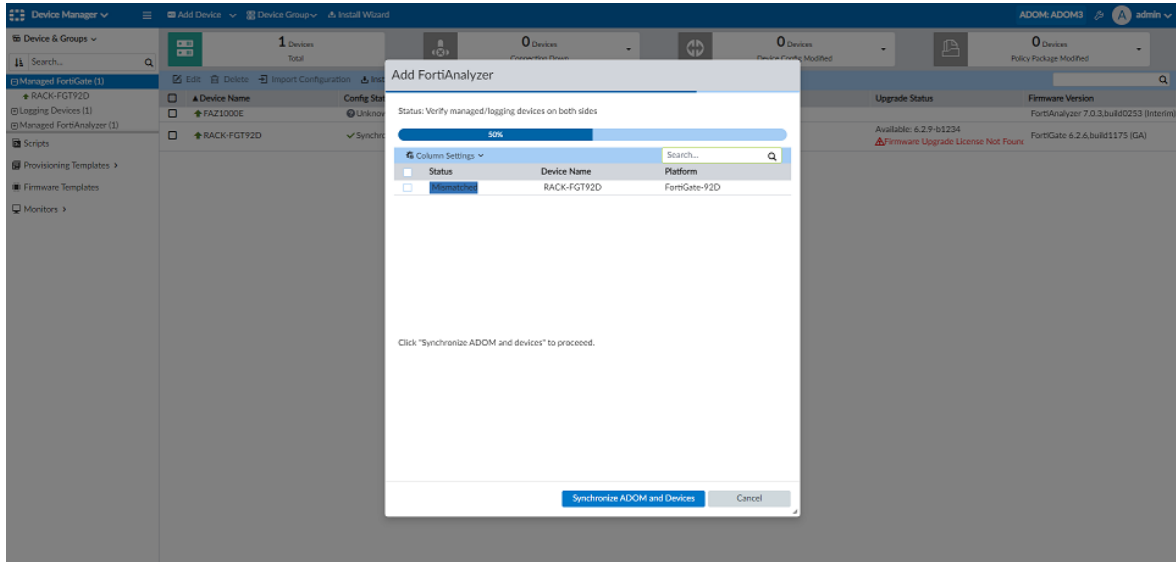 Device Manager
Add Device
Device Group
Install Wizard
ADOM: ADOM3
A
admin
Device & Groups
Search...
Managed FortiGate (1)
RACK-FGT92D
Logging Devices (1)
Managed FortiAnalyzer (1)
Scripts
Provisioning Templates
Firmware Templates
Monitors
1 Devices
Total
0 Devices
Connection Down
0 Devices
Device Config Modified
0 Devices
Policy Package Modified
Edit
Delete
Import Configuration
Inst
Device Name
Config Stat
Upgrade Status
Firmware Version
FAZ1000E
Unknow
FortiAnalyzer 7.0.3,build0253 (Interim)
RACK-FGT92D
Synchro
Available: 6.2.9-b1234
Firmware Upgrade License Not Found
FortiGate 6.2.6,build1175 (GA)
Add FortiAnalyzer
Status: Verify managed/logging devices on both sides
50%
Column Settings
Search...
Status Device Name Platform
Mismatched RACK-FGT92D FortiGate-92D
Click "Synchronize ADOM and devices" to proceeed.
Synchronize ADOM and Devices
Cancel